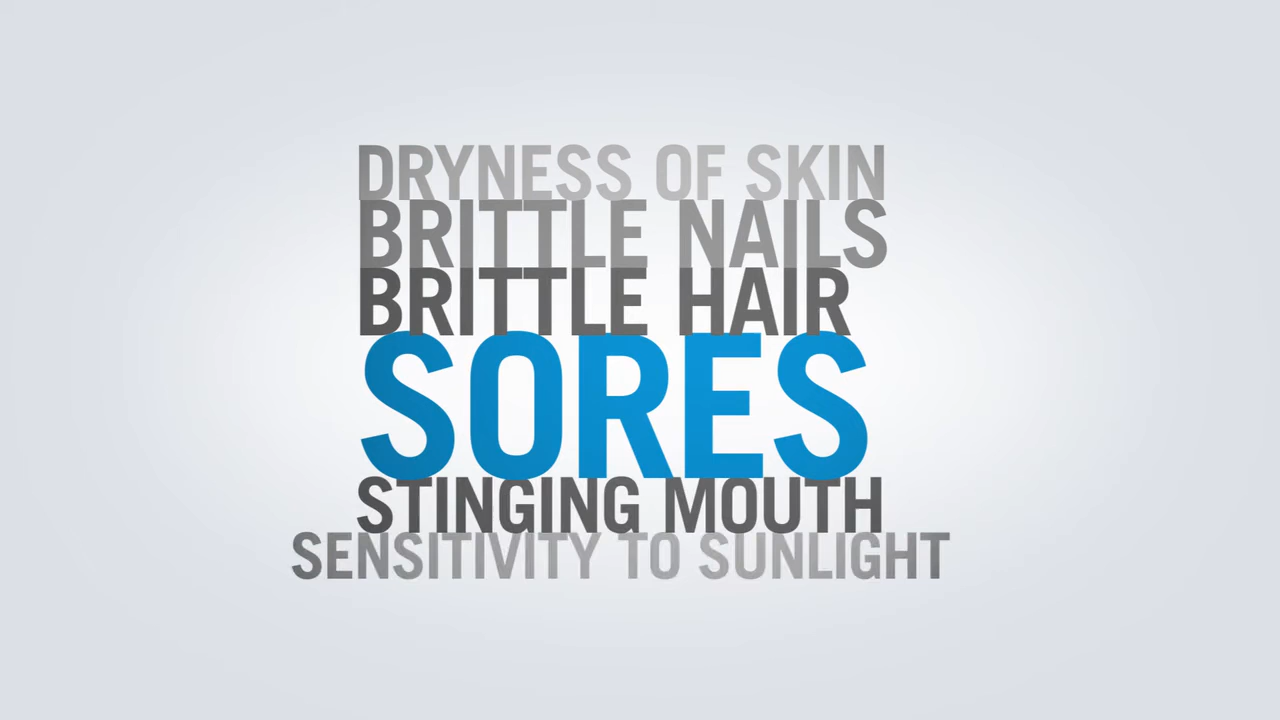 DRYNESS OF SKIN
BRITTLE NAILS
BRITTLE HAIR
SORES
STINGING MOUTH
SENSITIVITY TO SUNLIGHT